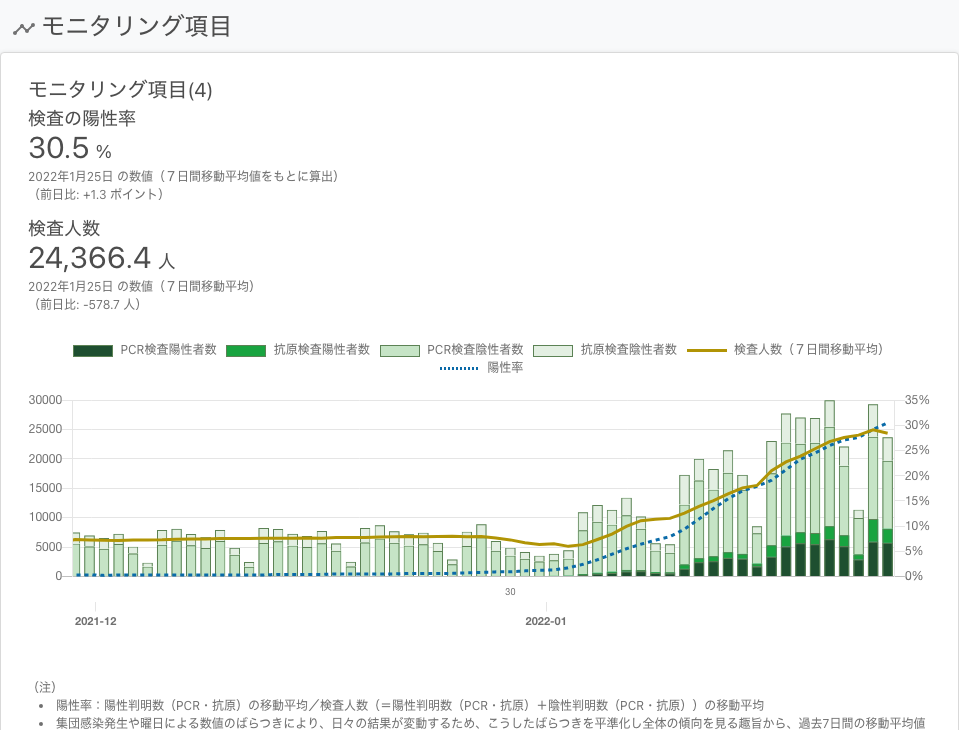 モニタリング項目
モニタリング項目(4)
検査の陽性率
30.5 %
2022年1月25日 の数値（７日間移動平均値をもとに算出）
（前日比: +1.3 ポイント）
検査人数
24,366.4 人
2022年1月25日 の数値（７日間移動平均）
（前日比: -578.7 人）
PCR検査陽性者数 抗原検査陽性者数 PCR検査陰性者数 抗原検査陰性者数 検査人数（７日間移動平均）
陽性率
30000 35%
25000 30%
20000 25%
15000 20%
10000 15%
5000 10%
0 5%
0%
30
2021-12 2022-01
（注）
• 陽性率：陽性判明数（PCR・抗原）の移動平均／検査人数（＝陽性判明数（PCR・抗原）＋陰性判明数（PCR・抗原））の移動平均
• 集団感染発生や曜日による数値のばらつきにより、日々の結果が変動するため、こうしたばらつきを平準化し全体の傾向を見る趣旨から、過去7日間の移動平均値